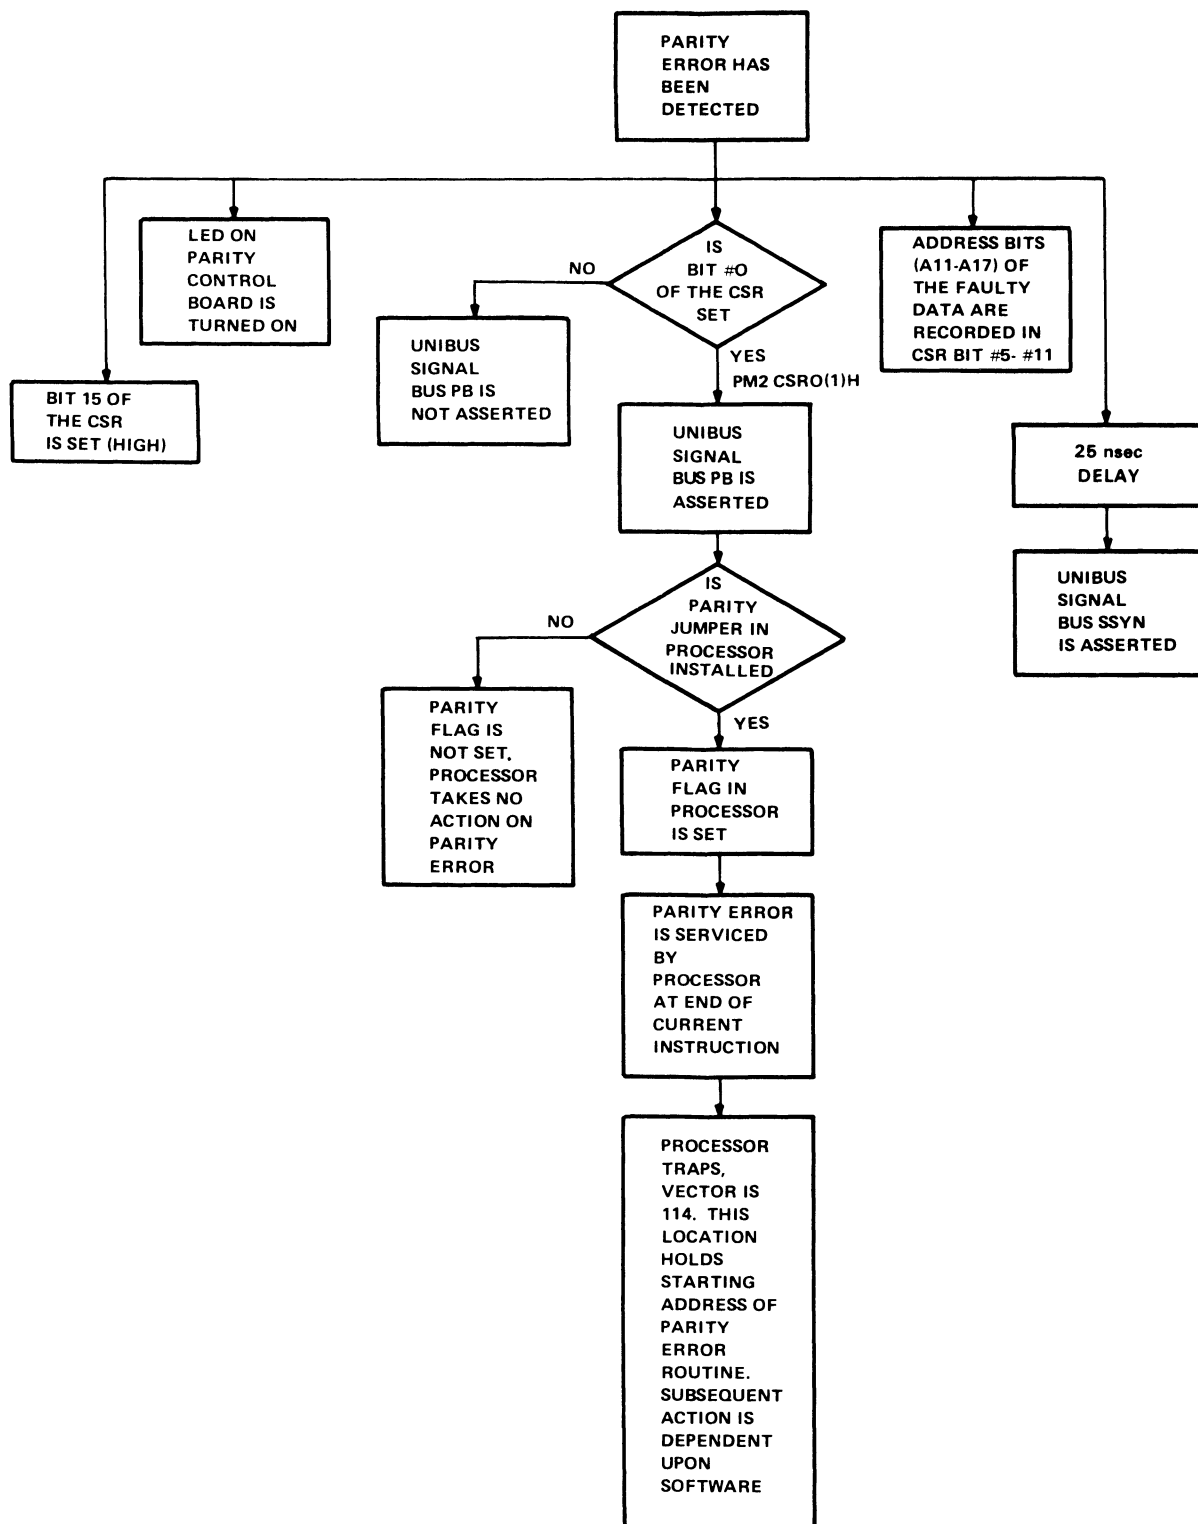 PARITY
ERROR HAS
BEEN
DETECTED
LED ON
PARITY
CONTROL
BOARD IS
TURNED ON
BIT 15 OF
THE CSR
IS SET (HIGH)
IS
BIT #O
OF THE CSR
SET
NO
UNIBUS
SIGNAL
BUS PB IS
NOT ASSERTED
YES
PM2 CSRO(1)H
ADDRESS BITS
(A11-A17) OF
THE FAULTY
DATA ARE
RECORDED IN
CSR BIT #5- #11
25 nsec
DELAY
UNIBUS
SIGNAL
BUS SSYN
IS ASSERTED
UNIBUS
SIGNAL
BUS PB IS
ASSERTED
IS
PARITY
JUMPER IN
PROCESSOR
INSTALLED
NO
PARITY
FLAG IS
NOT SET.
PROCESSOR
TAKES NO
ACTION ON
PARITY
ERROR
YES
PARITY
FLAG IN
PROCESSOR
IS SET
PARITY ERROR
IS SERVICED
BY
PROCESSOR
AT END OF
CURRENT
INSTRUCTION
PROCESSOR
TRAPS,
VECTOR IS
114. THIS
LOCATION
HOLDS
STARTING
ADDRESS OF
PARITY
ERROR
ROUTINE.
SUBSEQUENT
ACTION IS
DEPENDENT
UPON
SOFTWARE